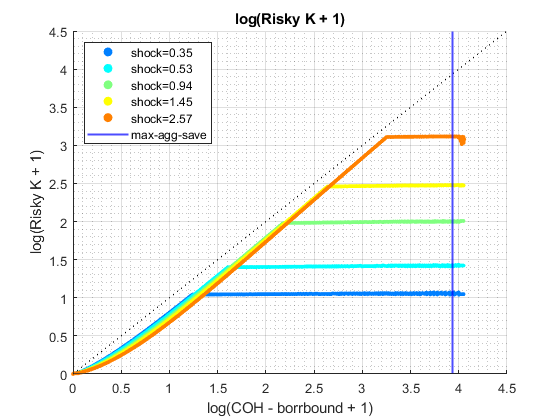 log(Risky K + 1)
4.5
4
3.5
3
2.5
2
1.5
1
0.5
0
log(Risky K + 1)
shock=0.35
shock=0.53
shock=0.94
shock=1.45
shock=2.57
max-agg-save
0 0.5 1 1.5 2 2.5 3 3.5 4 4.5
log(COH - borrbound + 1)